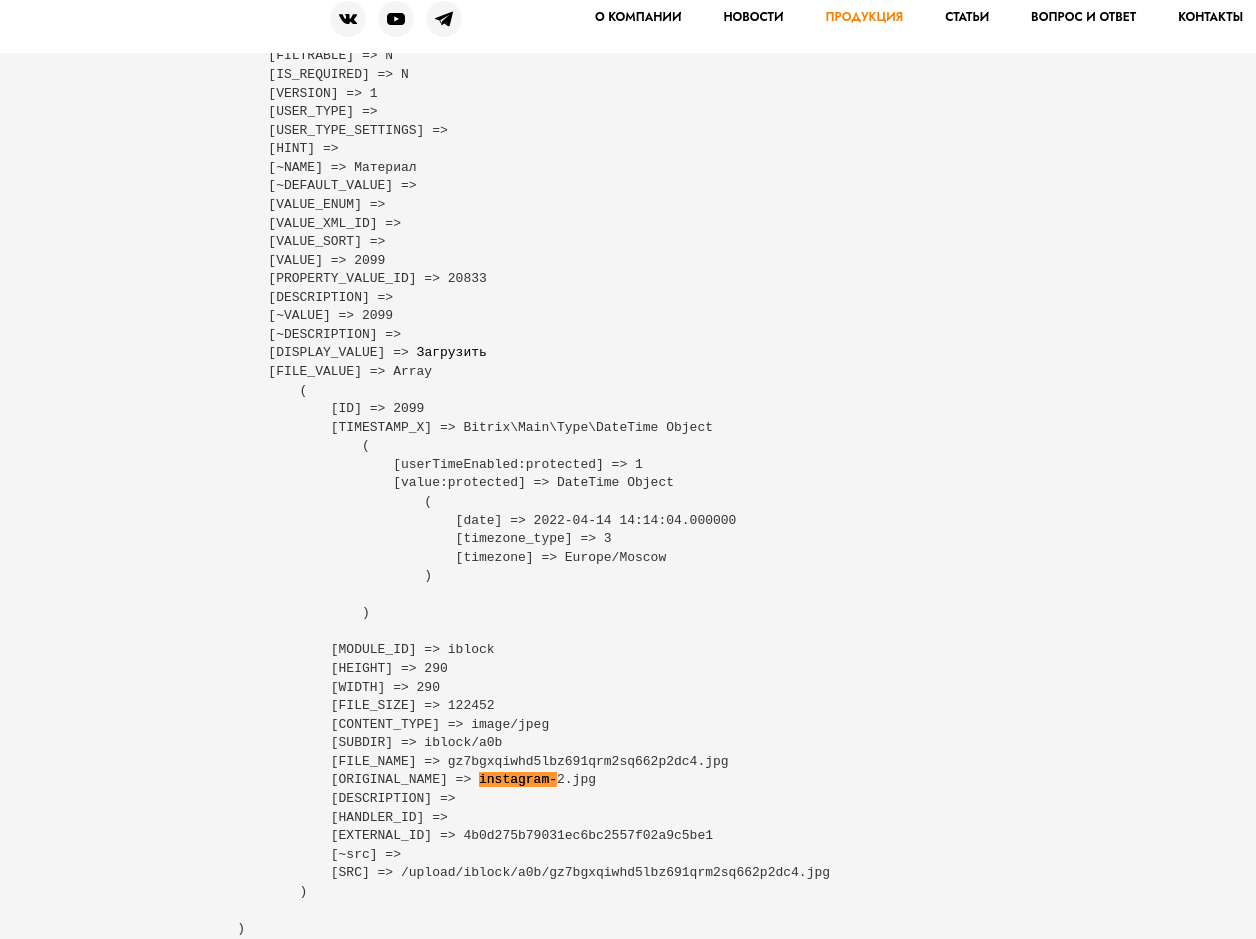 О КОМПАНИИ НОВОСТИ ПРОДУКЦИЯ СТАТЬИ ВОПРОС И ОТВЕТ КОНТАКТЫ
[FILTRABLE] => N
[IS_REQUIRED] => N
[VERSION] => 1
[USER_TYPE] =>
[USER_TYPE_SETTINGS] =>
[HINT] =>
[~NAME] => Материал
[~DEFAULT_VALUE] =>
[VALUE_ENUM] =>
[VALUE_XML_ID] =>
[VALUE_SORT] =>
[VALUE] => 2099
[PROPERTY_VALUE_ID] => 20833
[DESCRIPTION] =>
[~VALUE] => 2099
[~DESCRIPTION] =>
[DISPLAY_VALUE] => Загрузить
[FILE_VALUE] => Array
(
[ID] => 2099
[TIMESTAMP_X] => Bitrix\Main\Type\DateTime Object
(
[userTimeEnabled:protected] => 1
[value:protected] => DateTime Object
(
[date] => 2022-04-14 14:14:04.000000
[timezone_type] => 3
[timezone] => Europe/Moscow
)
)
[MODULE_ID] => iblock
[HEIGHT] => 290
[WIDTH] => 290
[FILE_SIZE] => 122452
[CONTENT_TYPE] => image/jpeg
[SUBDIR] => iblock/a0b
[FILE_NAME] => gz7bgxqiwhd5lbz691qrm2sq662p2dc4.jpg
[ORIGINAL_NAME] => instagram-2.jpg
[DESCRIPTION] =>
[HANDLER_ID] =>
[EXTERNAL_ID] => 4b0d275b79031ec6bc2557f02a9c5be1
[~src] =>
[SRC] => /upload/iblock/a0b/gz7bgxqiwhd5lbz691qrm2sq662p2dc4.jpg
)
)